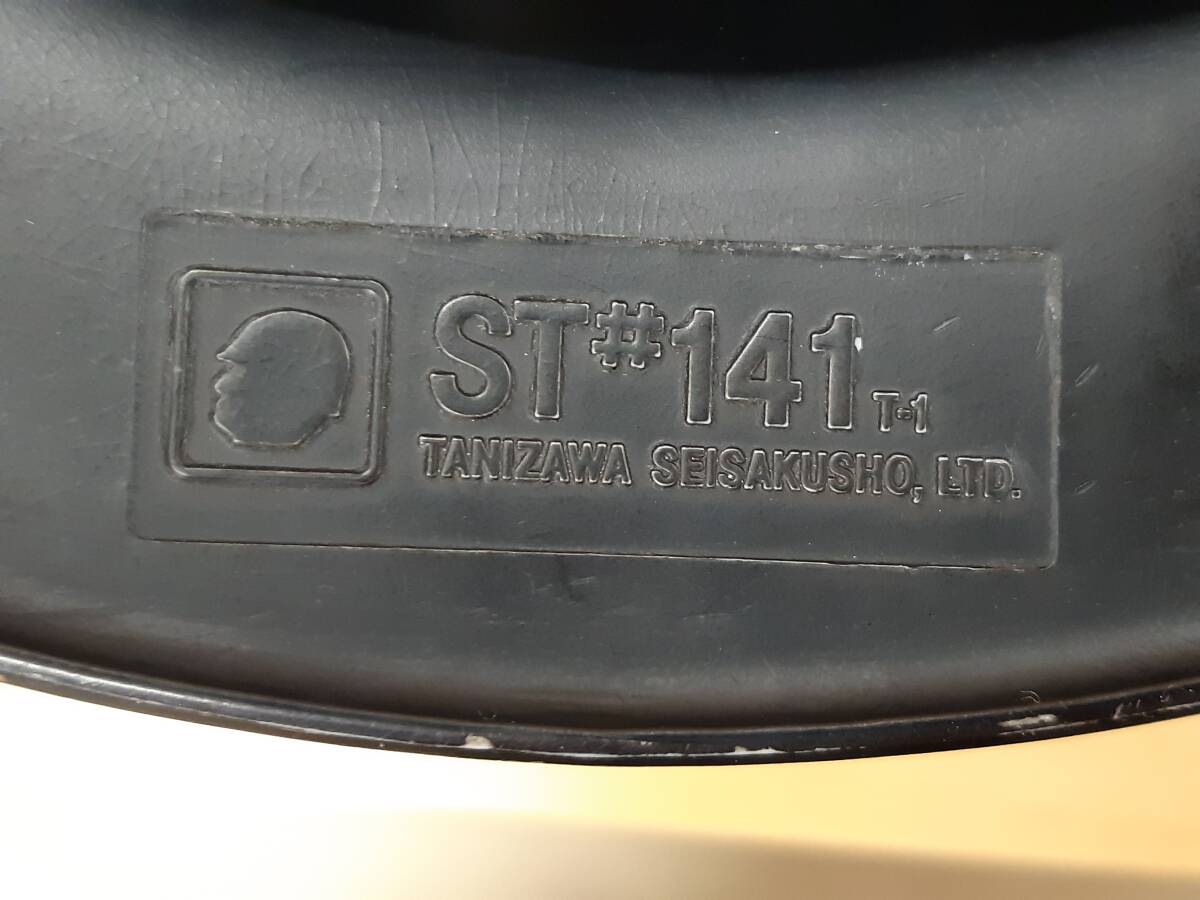 ST#141 T-1
TANIZAWA SEISAKUSHO, LTD.